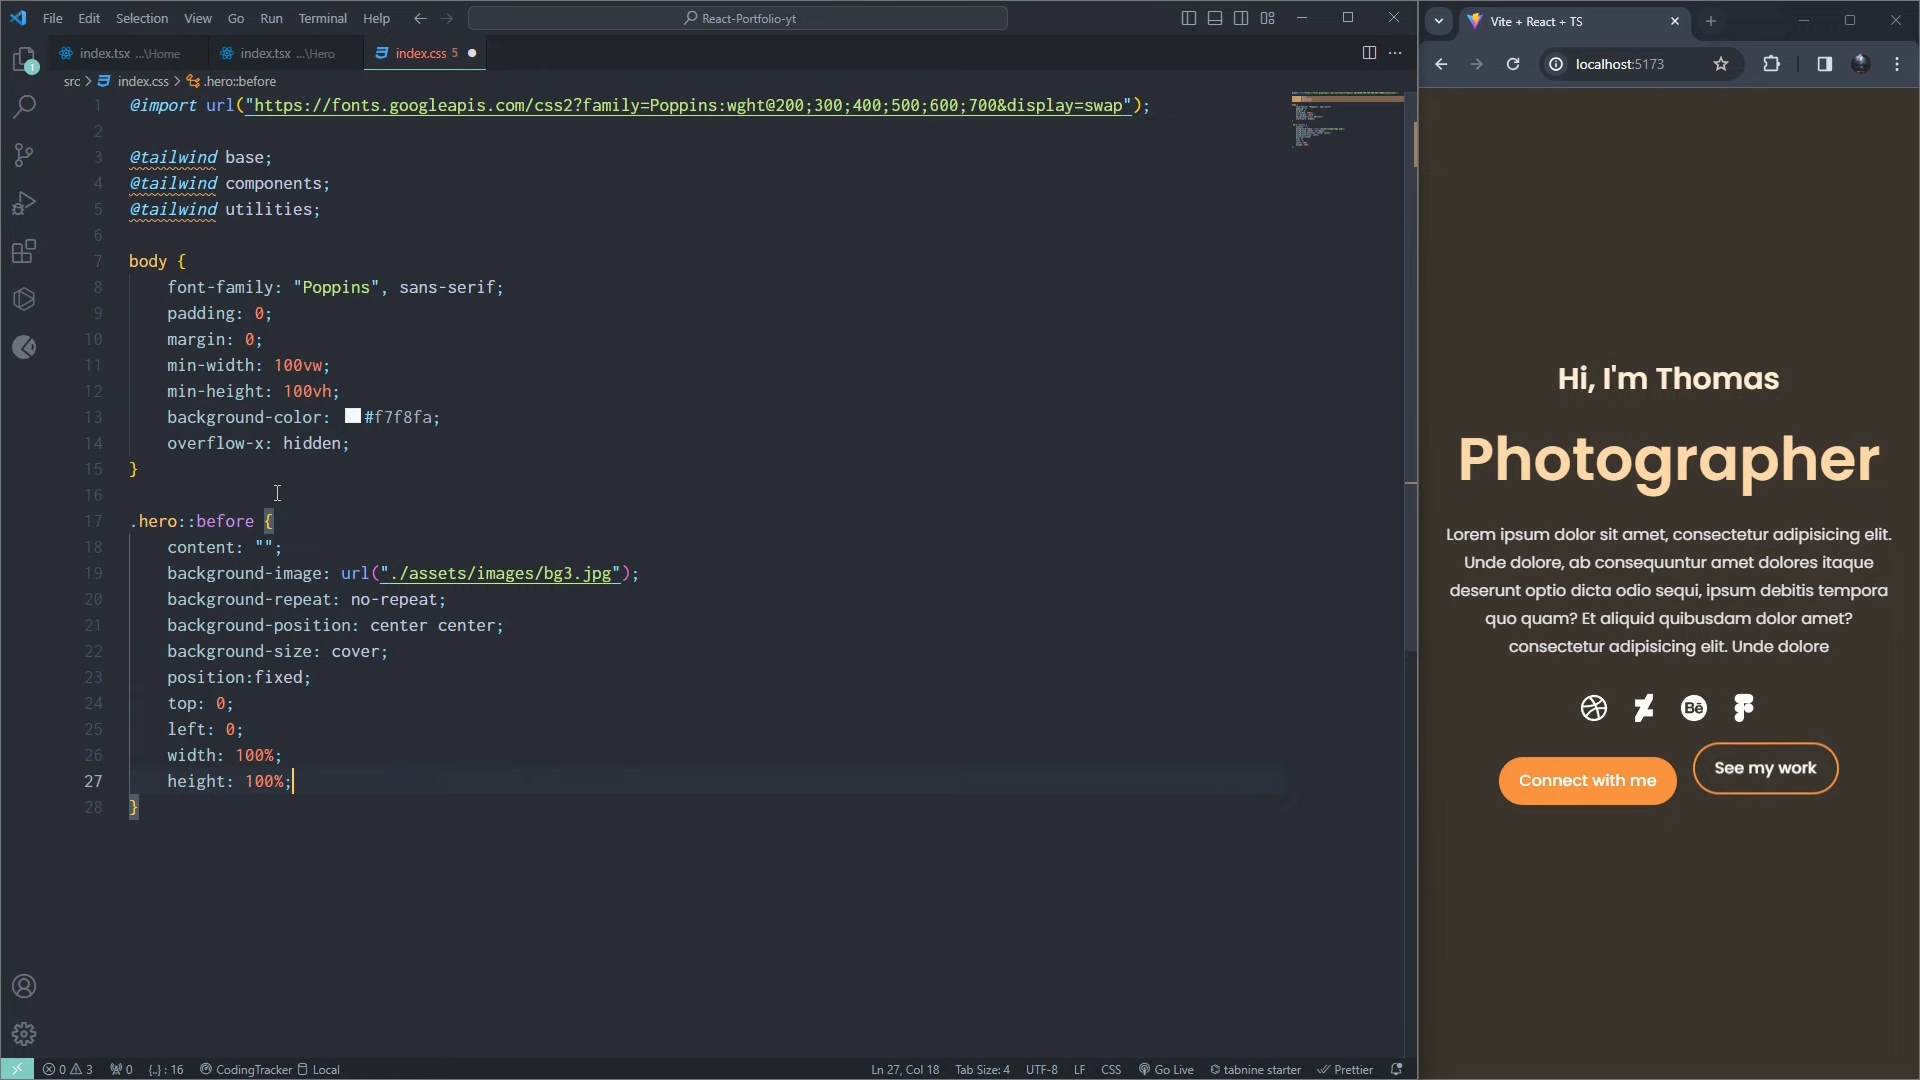 File Edit Selection View Go Run Terminal Help
React-Portfolio-yt
index.tsx ...\Home
index.tsx ...\Hero
index.css 5
src > index.css > .hero::before
1 @import url("https://fonts.googleapis.com/css2?family=Poppins:wght@200;300;400;500;600;700&display=swap");
2
3 @tailwind base;
4 @tailwind components;
5 @tailwind utilities;
6
7 body {
8 font-family: "Poppins", sans-serif;
9 padding: 0;
10 margin: 0;
11 min-width: 100vw;
12 min-height: 100vh;
13 background-color: #f7f8fa;
14 overflow-x: hidden;
15 }
16
17 .hero::before {
18 content: "";
19 background-image: url("./assets/images/bg3.jpg");
20 background-repeat: no-repeat;
21 background-position: center center;
22 background-size: cover;
23 position:fixed;
24 top: 0;
25 left: 0;
26 width: 100%;
27 height: 100%;
28 }
1
0 3 0 {..} : 16 CodingTracker Local
Ln 27, Col 18 Tab Size: 4 UTF-8 LF CSS Go Live tabnine starter Prettier
Vite + React + TS
localhost:5173
Hi, I'm Thomas
Photographer
Lorem ipsum dolor sit amet, consectetur adipisicing elit.
Unde dolore, ab consequuntur amet dolores itaque
deserunt optio dicta odio sequi, ipsum debitis tempora
quo quam? Et aliquid quibusdam dolor amet?
consectetur adipisicing elit. Unde dolore
Bē
Connect with me
See my work